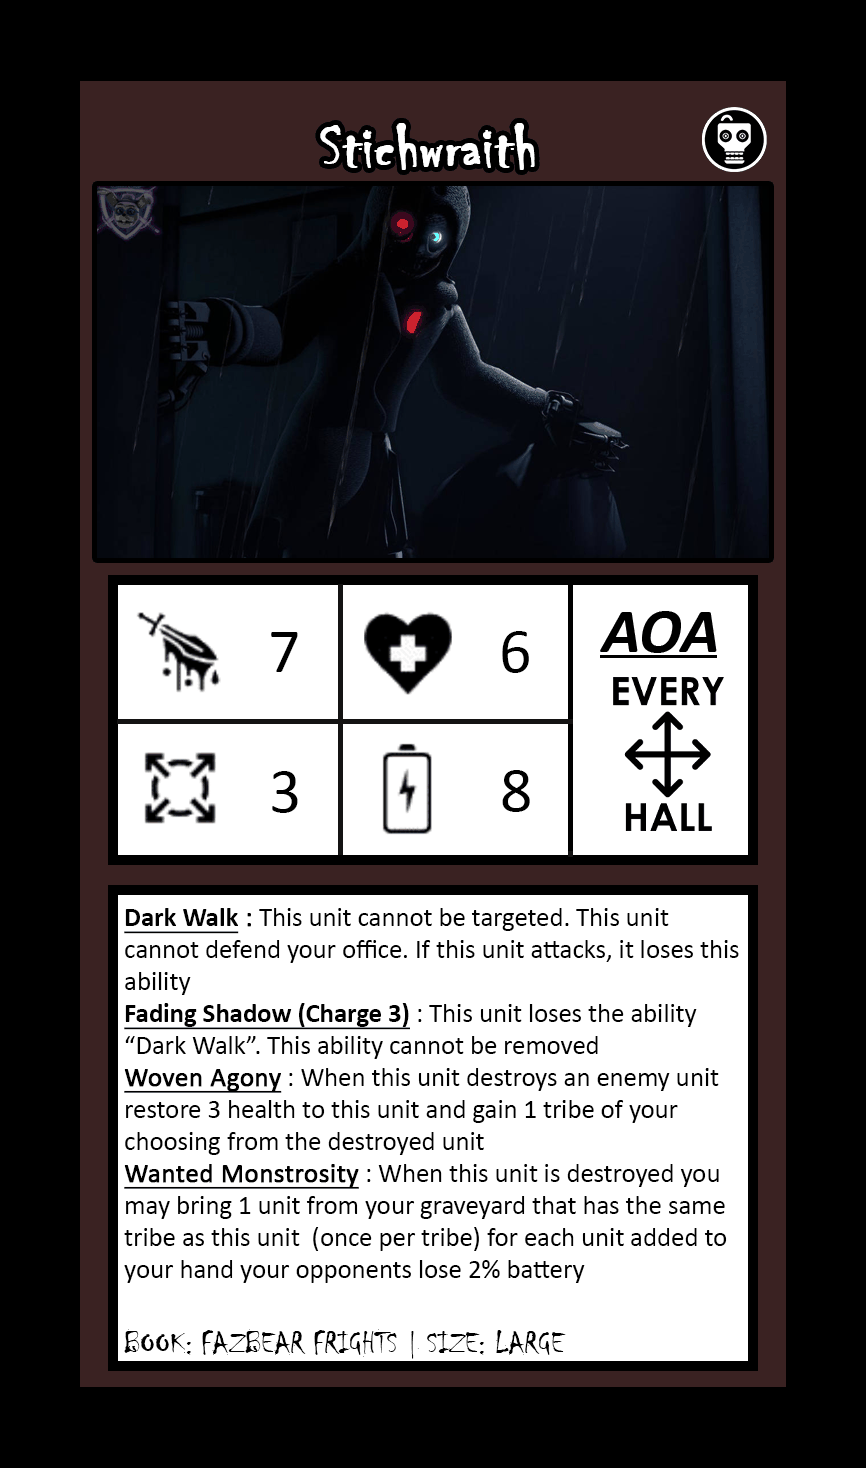 Stichwraith
7
6
AOA
EVERY
HALL
3
8
Dark Walk : This unit cannot be targeted. This unit
cannot defend your office. If this unit attacks, it loses this
ability
Fading Shadow (Charge 3) : This unit loses the ability
“Dark Walk”. This ability cannot be removed
Woven Agony : When this unit destroys an enemy unit
restore 3 health to this unit and gain 1 tribe of your
choosing from the destroyed unit
Wanted Monstrosity : When this unit is destroyed you
may bring 1 unit from your graveyard that has the same
tribe as this unit (once per tribe) for each unit added to
your hand your opponents lose 2% battery
BOOK: FAZBEAR FRIGHTS | SIZE: LARGE